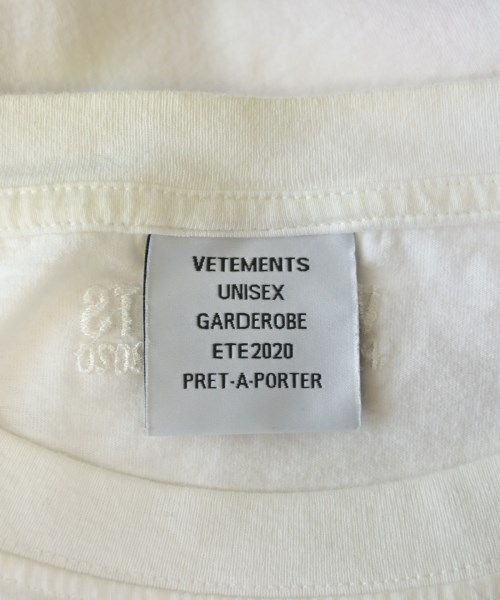 VETEMENTS
UNISEX
GARDEROBE
ETE2020
PRET-A-PORTER